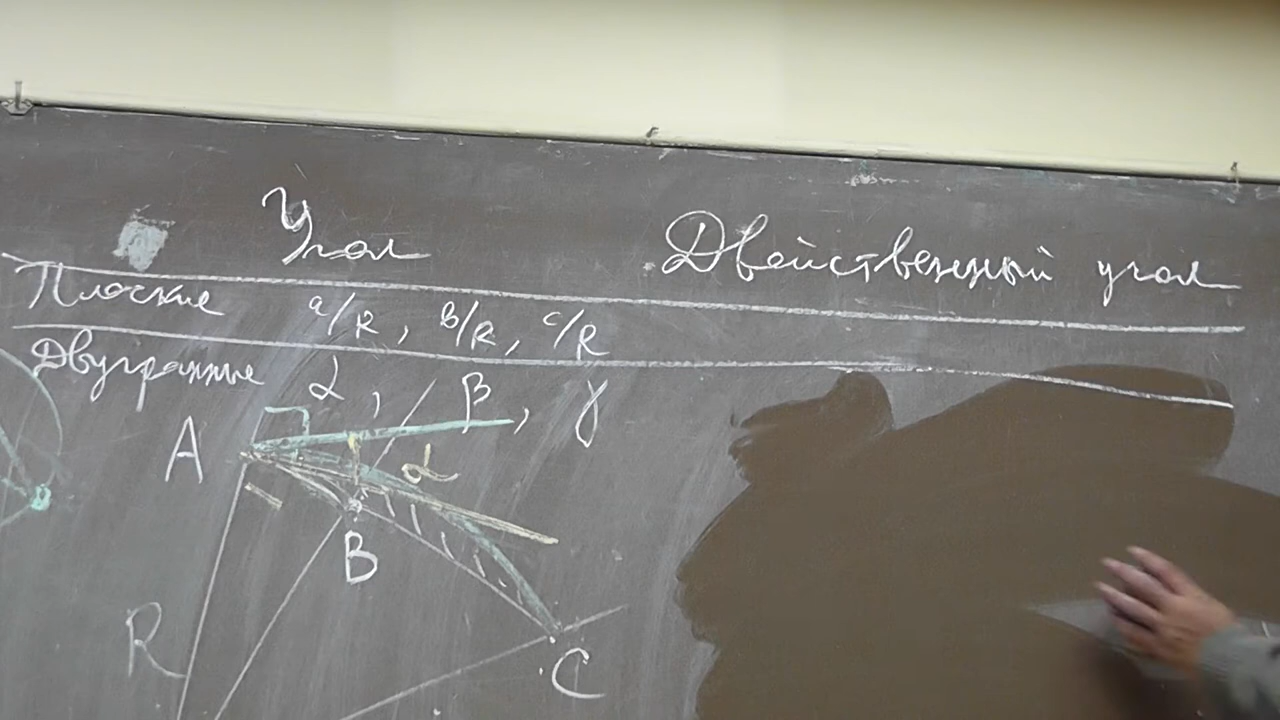 Угол Двойственный угол
Плоские a/R, b/R, c/R
Двугранные α, β, γ
A
α
B
R
C